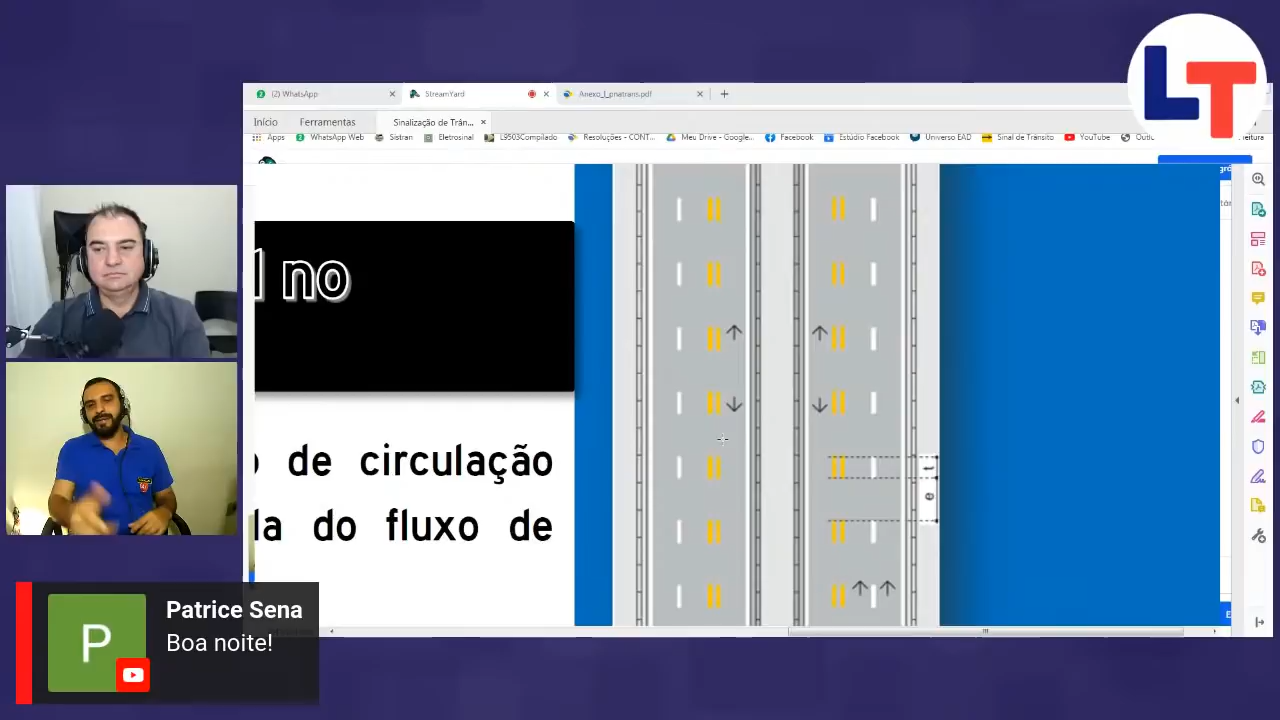 LT
(2) WhatsApp
StreamYard
Anexo_I_pnatrans.pdf
Início
Ferramentas
Sinalização de Trân...
Apps
WhatsApp Web
Sistran
Eletrosinal
L9503Compilado
Resoluções - CONT...
Meu Drive - Google...
Facebook
Estúdio Facebook
Universo EAD
Sinal de Trânsito
YouTube
l no
de circulação
la do fluxo de
t
e
Patrice Sena
P
Boa noite!